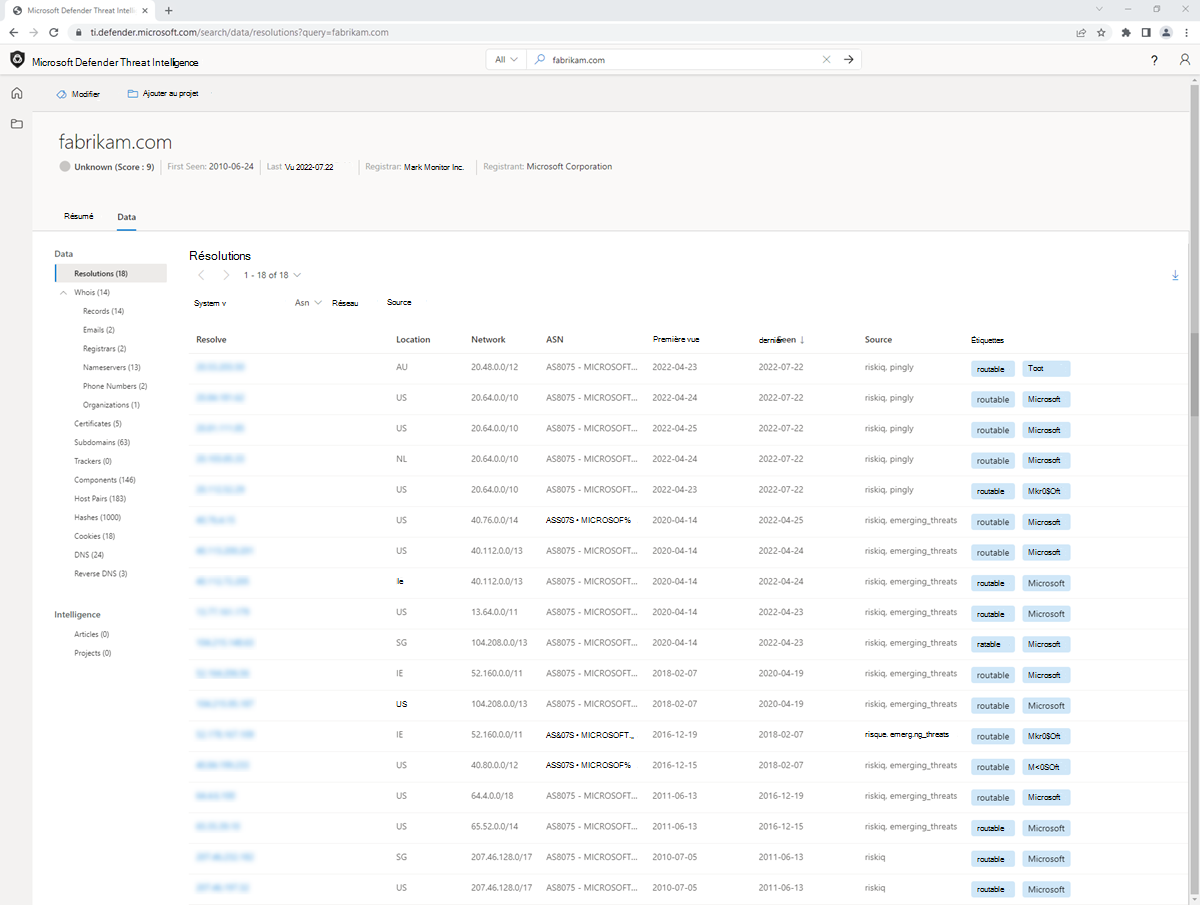 Microsoft Defender Threat Intelli
ti.defender.microsoft.com/search/data/resolutions?query=fabrikam.com
Microsoft Defender Threat Intelligence
All
fabrikam.com
?
Modifier
Ajouter au projet
fabrikam.com
Unknown (Score : 9)
First Seen: 2010-06-24
Last Vu 2022-07.22
Registrar: Mark Monitor Inc.
Registrant: Microsoft Corporation
Résumé
Data
Data
Resolutions (18)
Whois (14)
Records (14)
Emails (2)
Registrars (2)
Nameservers (13)
Phone Numbers (2)
Organizations (1)
Certificates (5)
Subdomains (63)
Trackers (0)
Components (146)
Host Pairs (183)
Hashes (1000)
Cookies (18)
DNS (24)
Reverse DNS (3)
Intelligence
Articles (0)
Projects (0)
Résolutions
1 - 18 of 18
System v Asn Réseau Source
Resolve Location Network ASN Première vue Seen Source Étiquettes
AU 20.48.0.0/12 AS8075 - MICROSOFT... 2022-04-23 2022-07-22 riskiq, pingly routable Toot
US 20.64.0.0/10 AS8075 - MICROSOFT... 2022-04-24 2022-07-22 riskiq, pingly routable Microsoft
US 20.64.0.0/10 AS8075 - MICROSOFT... 2022-04-25 2022-07-22 riskiq, pingly routable Microsoft
NL 20.64.0.0/10 AS8075 - MICROSOFT... 2022-04-24 2022-07-22 riskiq, pingly routable Microsoft
US 20.64.0.0/10 AS8075 - MICROSOFT... 2022-04-23 2022-07-22 riskiq, pingly routable Mkr0$Oft
US 40.76.0.0/14 ASS07S • MICROSOF% 2020-04-14 2022-04-25 riskiq, emerging_threats routable Microsoft
US 40.112.0.0/13 AS8075 - MICROSOFT... 2020-04-14 2022-04-24 riskiq, emerging_threats routable Microsoft
Ie 40.112.0.0/13 AS8075 - MICROSOFT... 2020-04-14 2022-04-24 riskiq, emerging_threats routable Microsoft
US 13.64.0.0/11 AS8075 - MICROSOFT... 2020-04-14 2022-04-23 riskiq, emerging_threats routable Microsoft
SG 104.208.0.0/13 AS8075 - MICROSOFT... 2020-04-14 2022-04-23 riskiq, emerging_threats ratable Microsoft
IE 52.160.0.0/11 AS8075 - MICROSOFT... 2018-02-07 2020-04-19 riskiq, emerging_threats routable Microsoft
US 104.208.0.0/13 AS8075 - MICROSOFT... 2018-02-07 2020-04-19 riskiq, emerging_threats routable Microsoft
IE 52.160.0.0/11 AS&07S • MICROSOFT.,. 2016-12-19 2018-02-07 risque. emerg.ng_threats routable Mkr0$Oft
US 40.80.0.0/12 ASS07S • MICROSOF% 2016-12-15 2018-02-07 riskiq, emerging_threats routable M<0SOft
US 64.4.0.0/18 AS8075 - MICROSOFT... 2011-06-13 2016-12-19 riskiq, emerging_threats routable Microsoft
US 65.52.0.0/14 AS8075 - MICROSOFT... 2011-06-13 2016-12-15 riskiq, emerging_threats routable Microsoft
SG 207.46.128.0/17 AS8075 - MICROSOFT... 2010-07-05 2011-06-13 riskiq routable Microsoft
US 207.46.128.0/17 AS8075 - MICROSOFT... 2010-07-05 2011-06-13 riskiq routable Microsoft